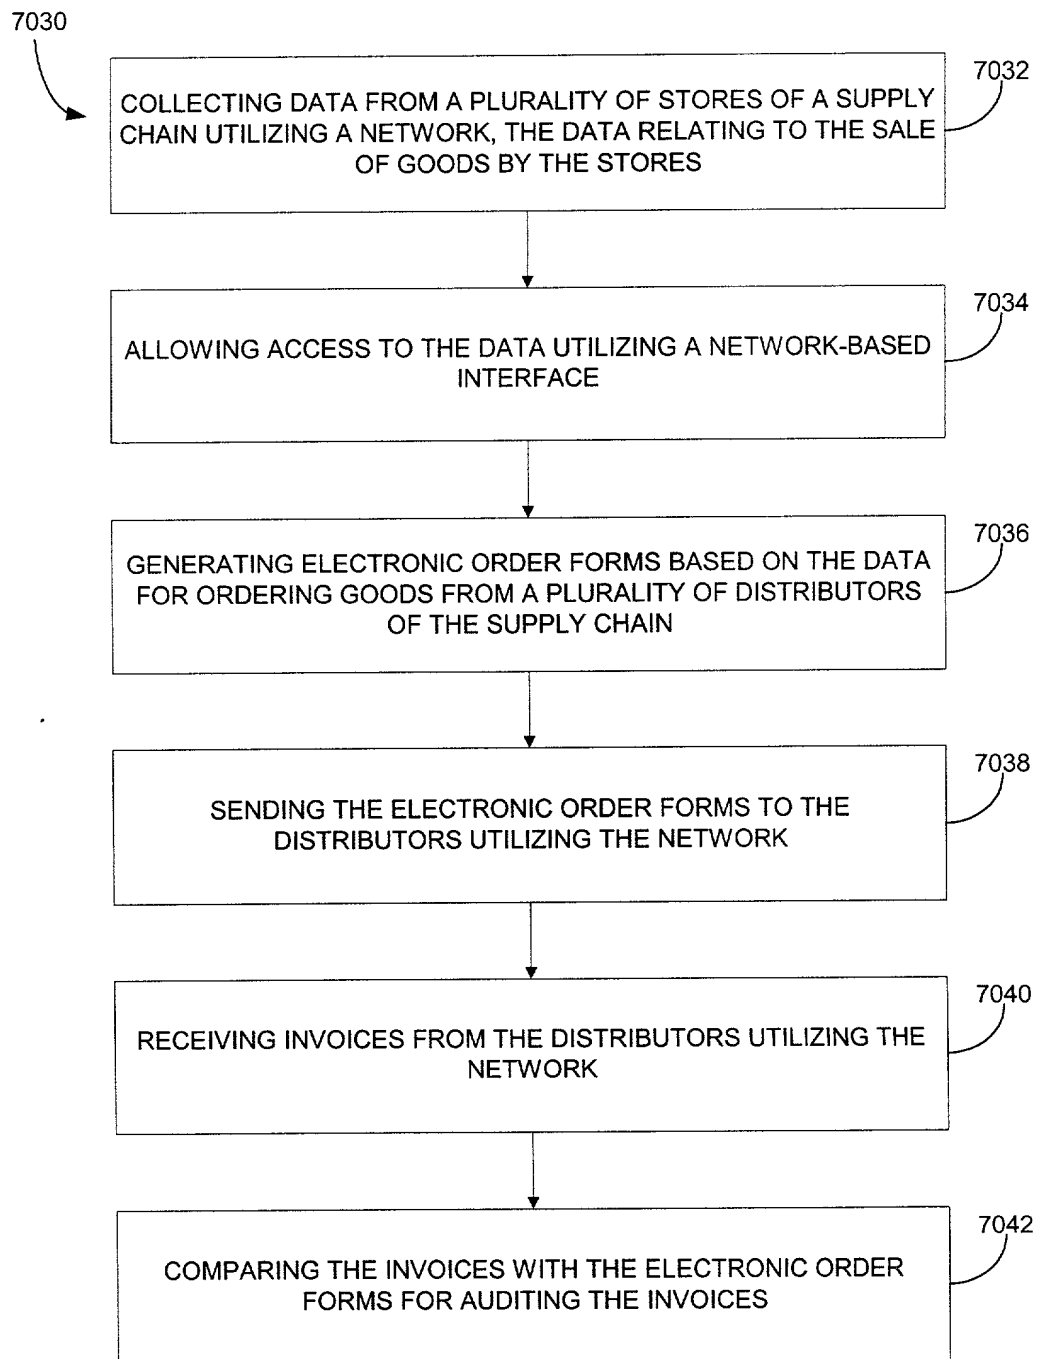 7030
7032
COLLECTING DATA FROM A PLURALITY OF STORES OF A SUPPLY
CHAIN UTILIZING A NETWORK, THE DATA RELATING TO THE SALE
OF GOODS BY THE STORES
7034
ALLOWING ACCESS TO THE DATA UTILIZING A NETWORK-BASED
INTERFACE
7036
GENERATING ELECTRONIC ORDER FORMS BASED ON THE DATA
FOR ORDERING GOODS FROM A PLURALITY OF DISTRIBUTORS
OF THE SUPPLY CHAIN
7038
SENDING THE ELECTRONIC ORDER FORMS TO THE
DISTRIBUTORS UTILIZING THE NETWORK
7040
RECEIVING INVOICES FROM THE DISTRIBUTORS UTILIZING THE
NETWORK
7042
COMPARING THE INVOICES WITH THE ELECTRONIC ORDER
FORMS FOR AUDITING THE INVOICES